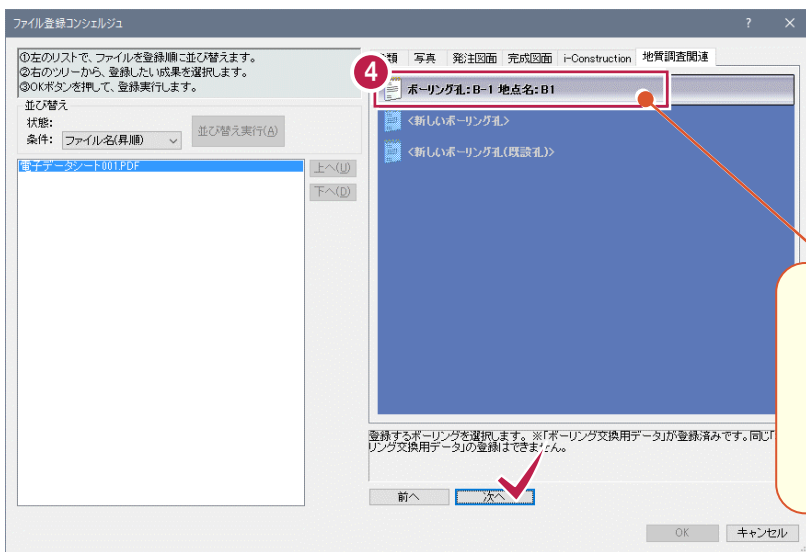 ファイル登録コンシェルジュ
①左のリストで、ファイルを登録順に並び替えます。
②右のツリーから、登録したい成果を選択します。
③OKボタンを押して、登録実行します。
並び替え
状態:
条件: ファイル名(昇順)
並び替え実行(A)
電子データシート001.PDF
上へ(U)
下へ(D)
類 写真 発注図面 完成図面 i-Construction 地質調査関連
4
ボーリング孔:B-1 地点名:B1
<新しいボーリング孔>
<新しいボーリング孔(既設孔)>
登録するボーリングを選択します。※「ボーリング交換用データ」が登録済みです。同じ「
リング交換用データ」の登録はできません。
前へ 次へ
OK キャンセル